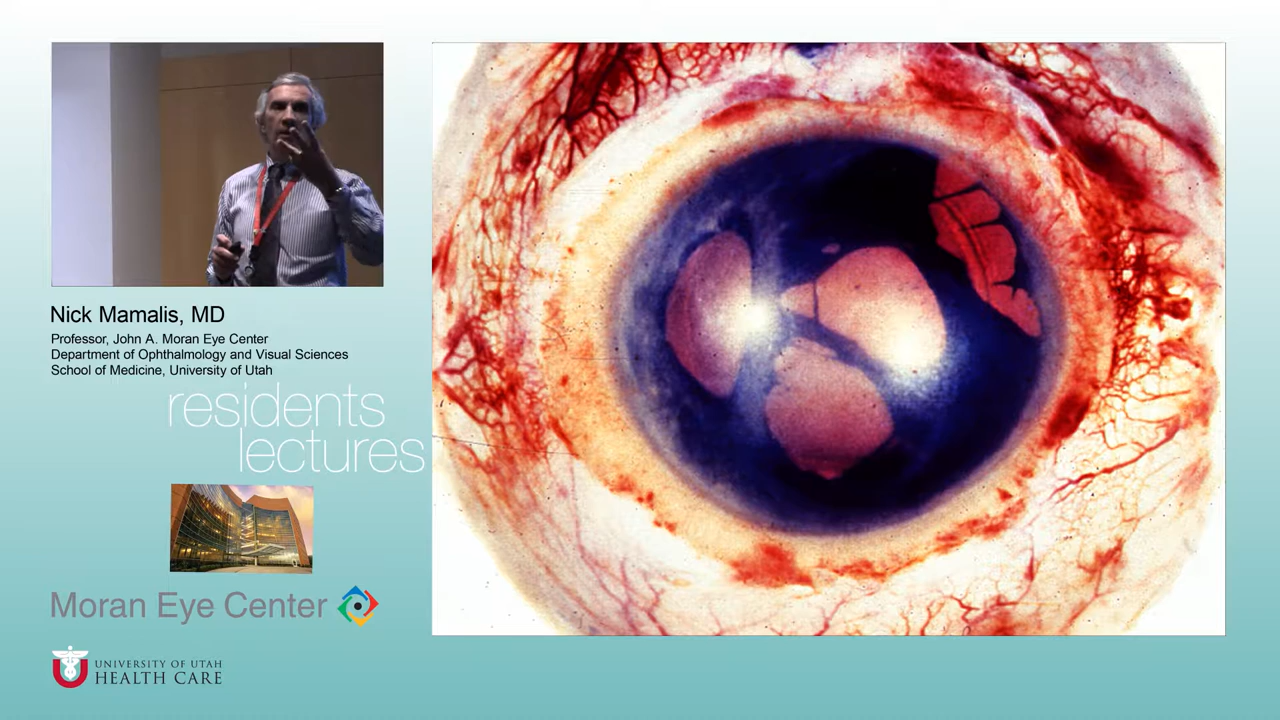 Nick Mamalis, MD
Professor, John A. Moran Eye Center
Department of Ophthalmology and Visual Sciences
School of Medicine, University of Utah
residents
lectures
Moran Eye Center
UNIVERSITY OF UTAH
HEALTH CARE